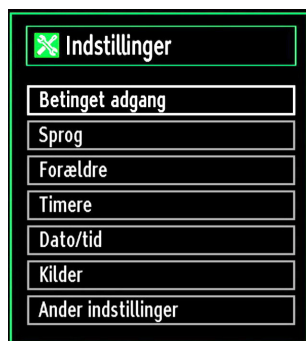 Indstillinger
Betinget adgang
Sprog
Forældre
Timere
Dato/tid
Kilder
Ander indstillinger